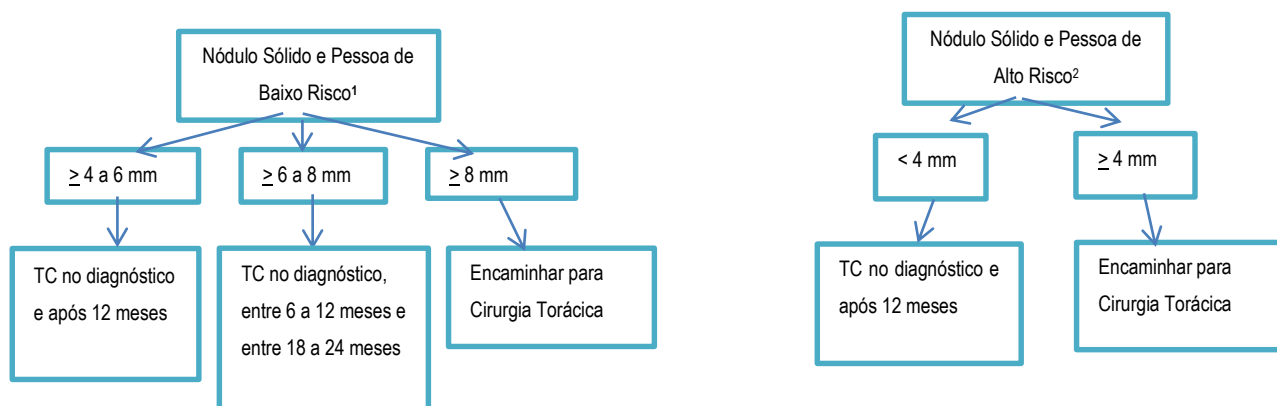 Nódulo Sólido e Pessoa de
Baixo Risco¹
≥ 4 a 6 mm
≥ 6 a 8 mm
≥ 8 mm
TC no diagnóstico
e após 12 meses
TC no diagnóstico,
entre 6 a 12 meses e
entre 18 a 24 meses
Encaminhar para
Cirurgia Torácica
Nódulo Sólido e Pessoa de
Alto Risco²
< 4 mm
≥ 4 mm
TC no diagnóstico e
após 12 meses
Encaminhar para
Cirurgia Torácica